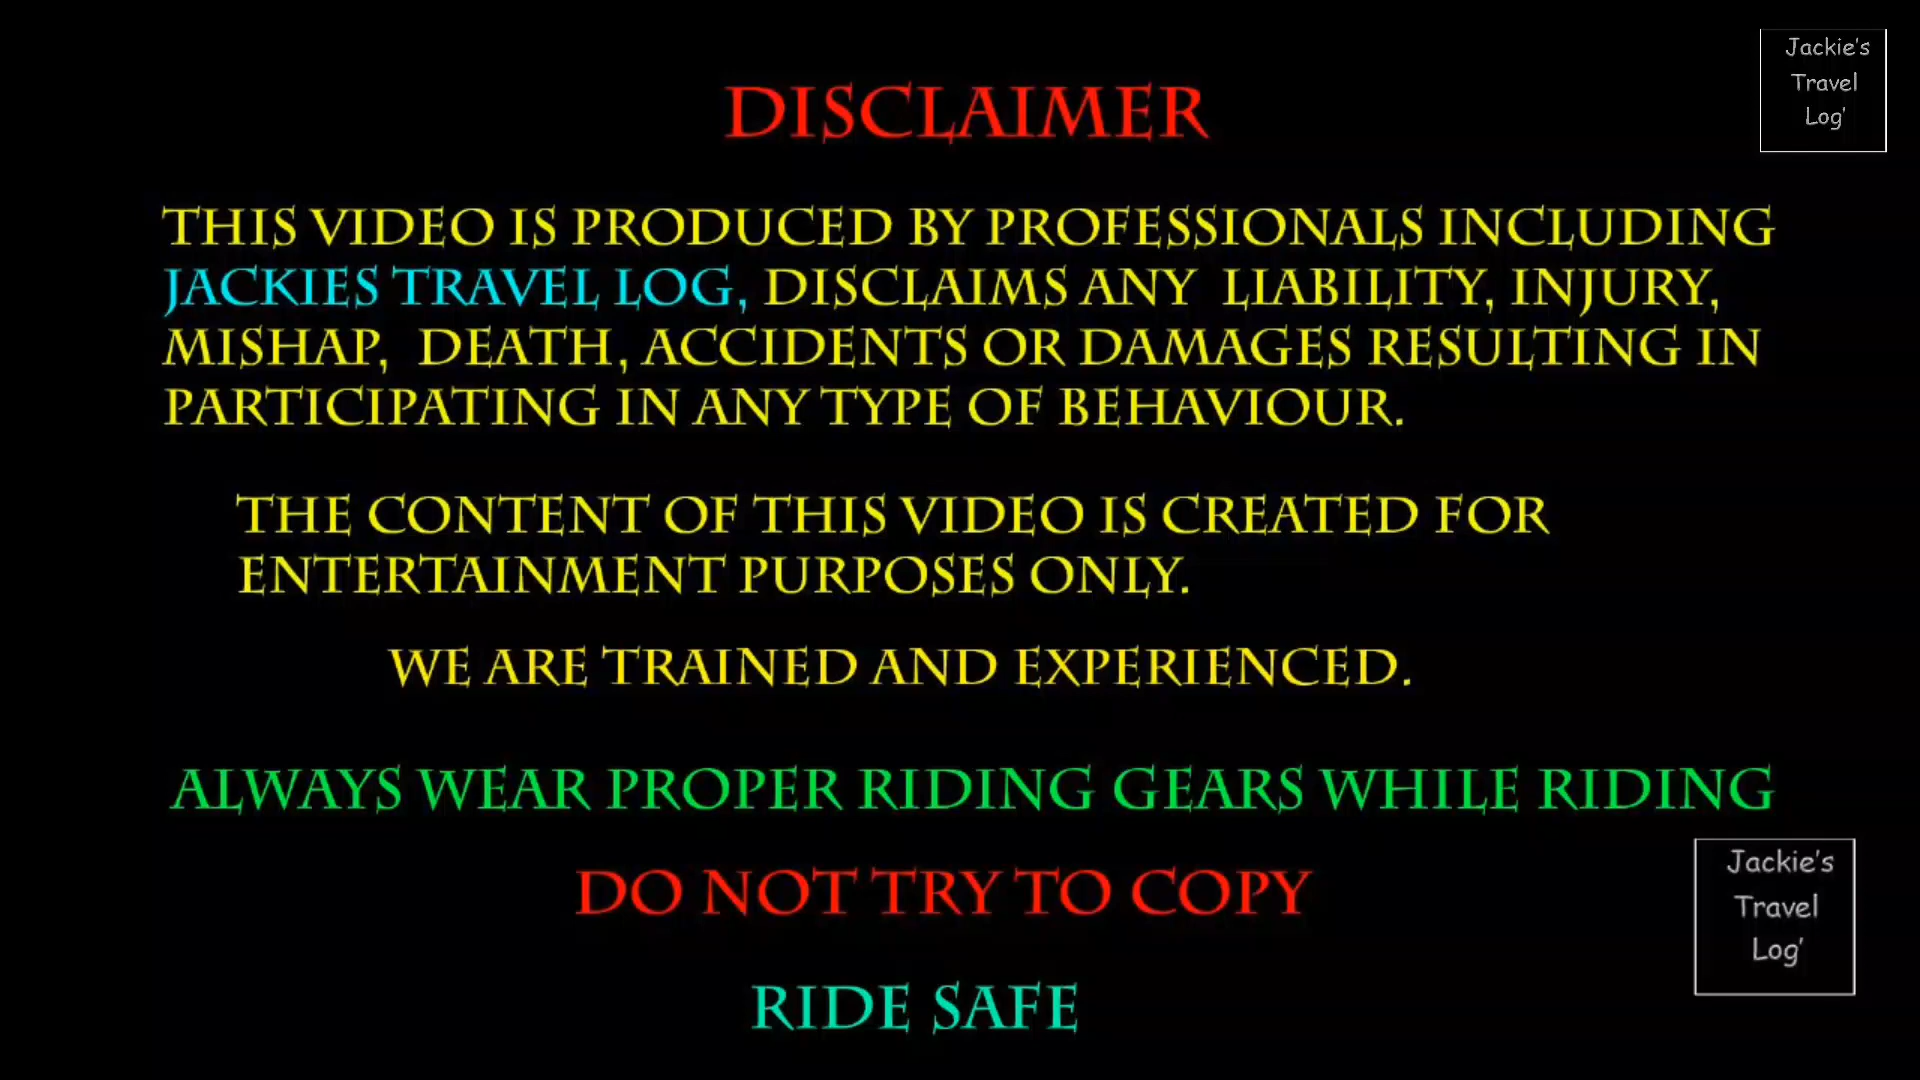 Jackie's
Travel
Log'
DISCLAIMER
THIS VIDEO IS PRODUCED BY PROFESSIONALS INCLUDING
JACKIES TRAVEL LOG, DISCLAIMS ANY LIABILITY, INJURY,
MISHAP, DEATH, ACCIDENTS OR DAMAGES RESULTING IN
PARTICIPATING IN ANY TYPE OF BEHAVIOUR.
THE CONTENT OF THIS VIDEO IS CREATED FOR
ENTERTAINMENT PURPOSES ONLY.
WE ARE TRAINED AND EXPERIENCED.
ALWAYS WEAR PROPER RIDING GEARS WHILE RIDING
DO NOT TRY TO COPY
Jackie's
Travel
Log'
RIDE SAFE